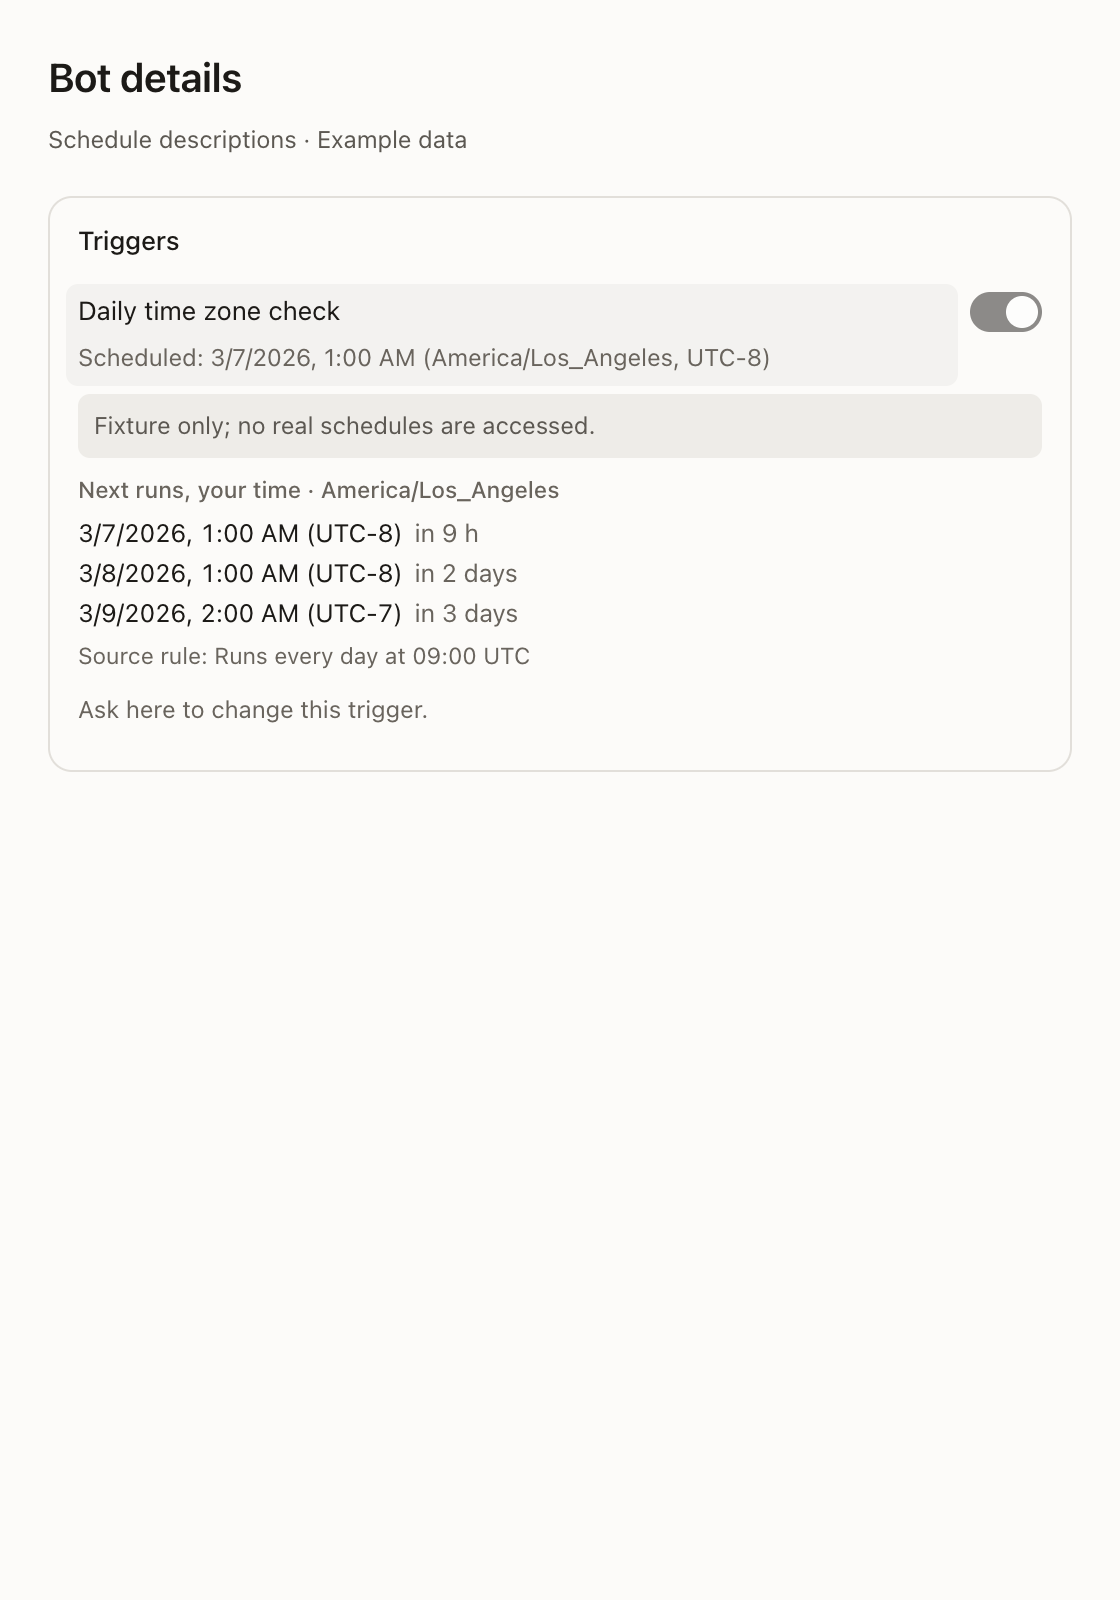 Bot details
Schedule descriptions · Example data
Triggers
Daily time zone check
Scheduled: 3/7/2026, 1:00 AM (America/Los_Angeles, UTC-8)
Fixture only; no real schedules are accessed.
Next runs, your time · America/Los_Angeles
3/7/2026, 1:00 AM (UTC-8) in 9 h
3/8/2026, 1:00 AM (UTC-8) in 2 days
3/9/2026, 2:00 AM (UTC-7) in 3 days
Source rule: Runs every day at 09:00 UTC
Ask here to change this trigger.